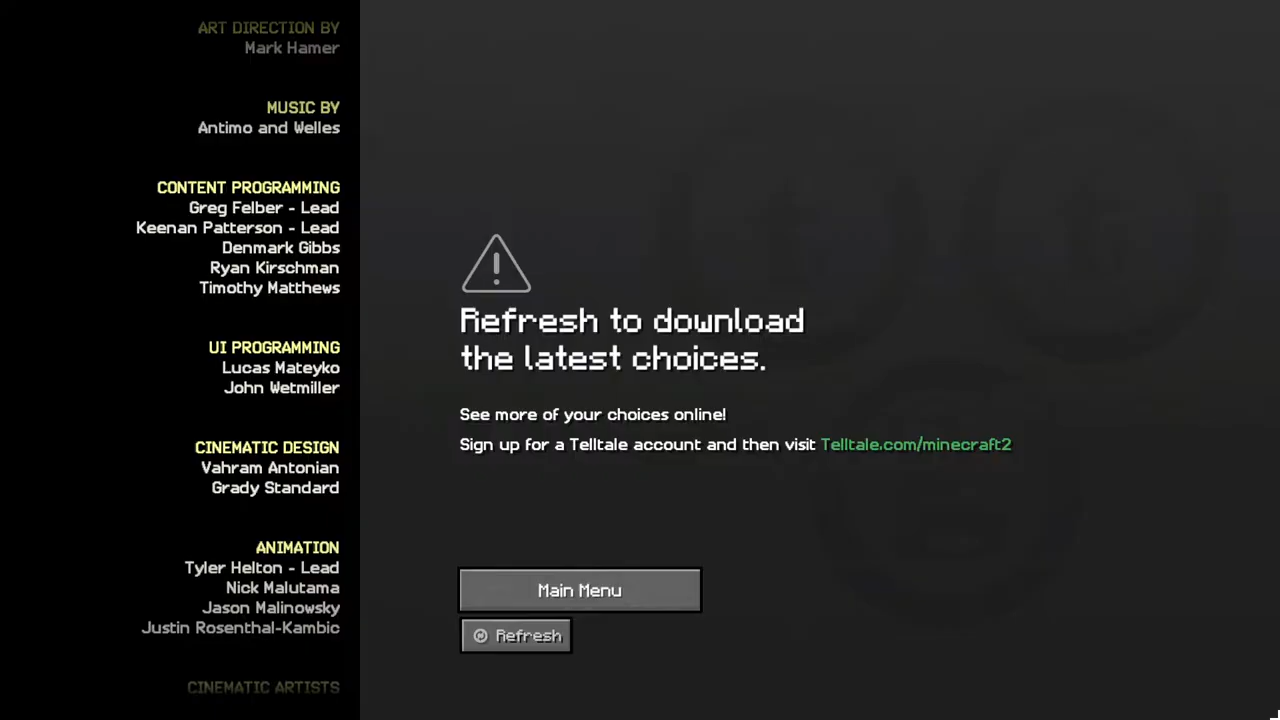 ART DIRECTION BY
Mark Hamer
MUSIC BY
Antimo and Welles
CONTENT PROGRAMMING
Greg Felber - Lead
Keenan Patterson - Lead
Denmark Gibbs
Ryan Kirschman
Timothy Matthews
UI PROGRAMMING
Lucas Mateyko
John Wetmiller
CINEMATIC DESIGN
Vahram Antonian
Grady Standard
ANIMATION
Tyler Helton - Lead
Nick Malutama
Jason Malinowsky
Justin Rosenthal-Kambic
CINEMATIC ARTISTS
Refresh to download
the latest choices.
See more of your choices online!
Sign up for a Telltale account and then visit Telltale.com/minecraft2
Main Menu
Refresh